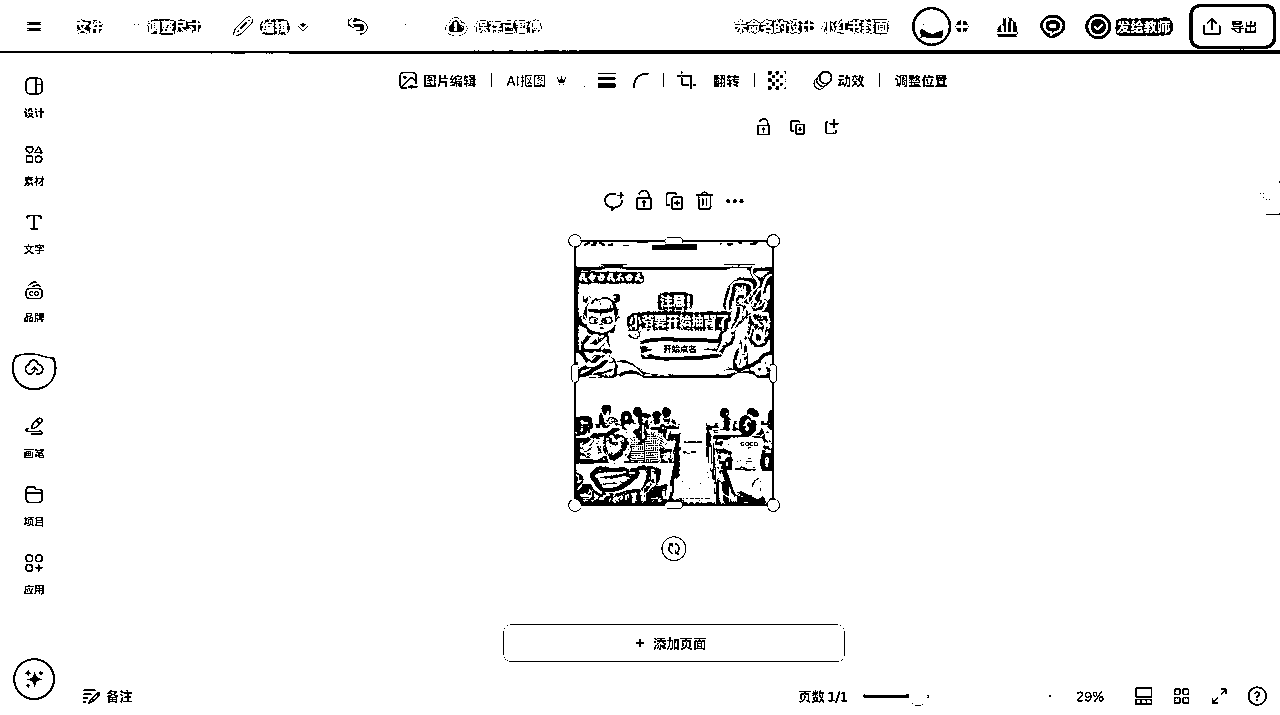 文件 调整尺寸 编辑 保存已暂停 未命名的设计 - 小红书封面 发给教师 导出
图片编辑 AI抠图 翻转 动效 调整位置
设计
素材
文字
品牌
co
画笔
项目
应用
注意!
小爷要开始抽背了
开始点名
+ 添加页面
备注 页数 1/1 29%